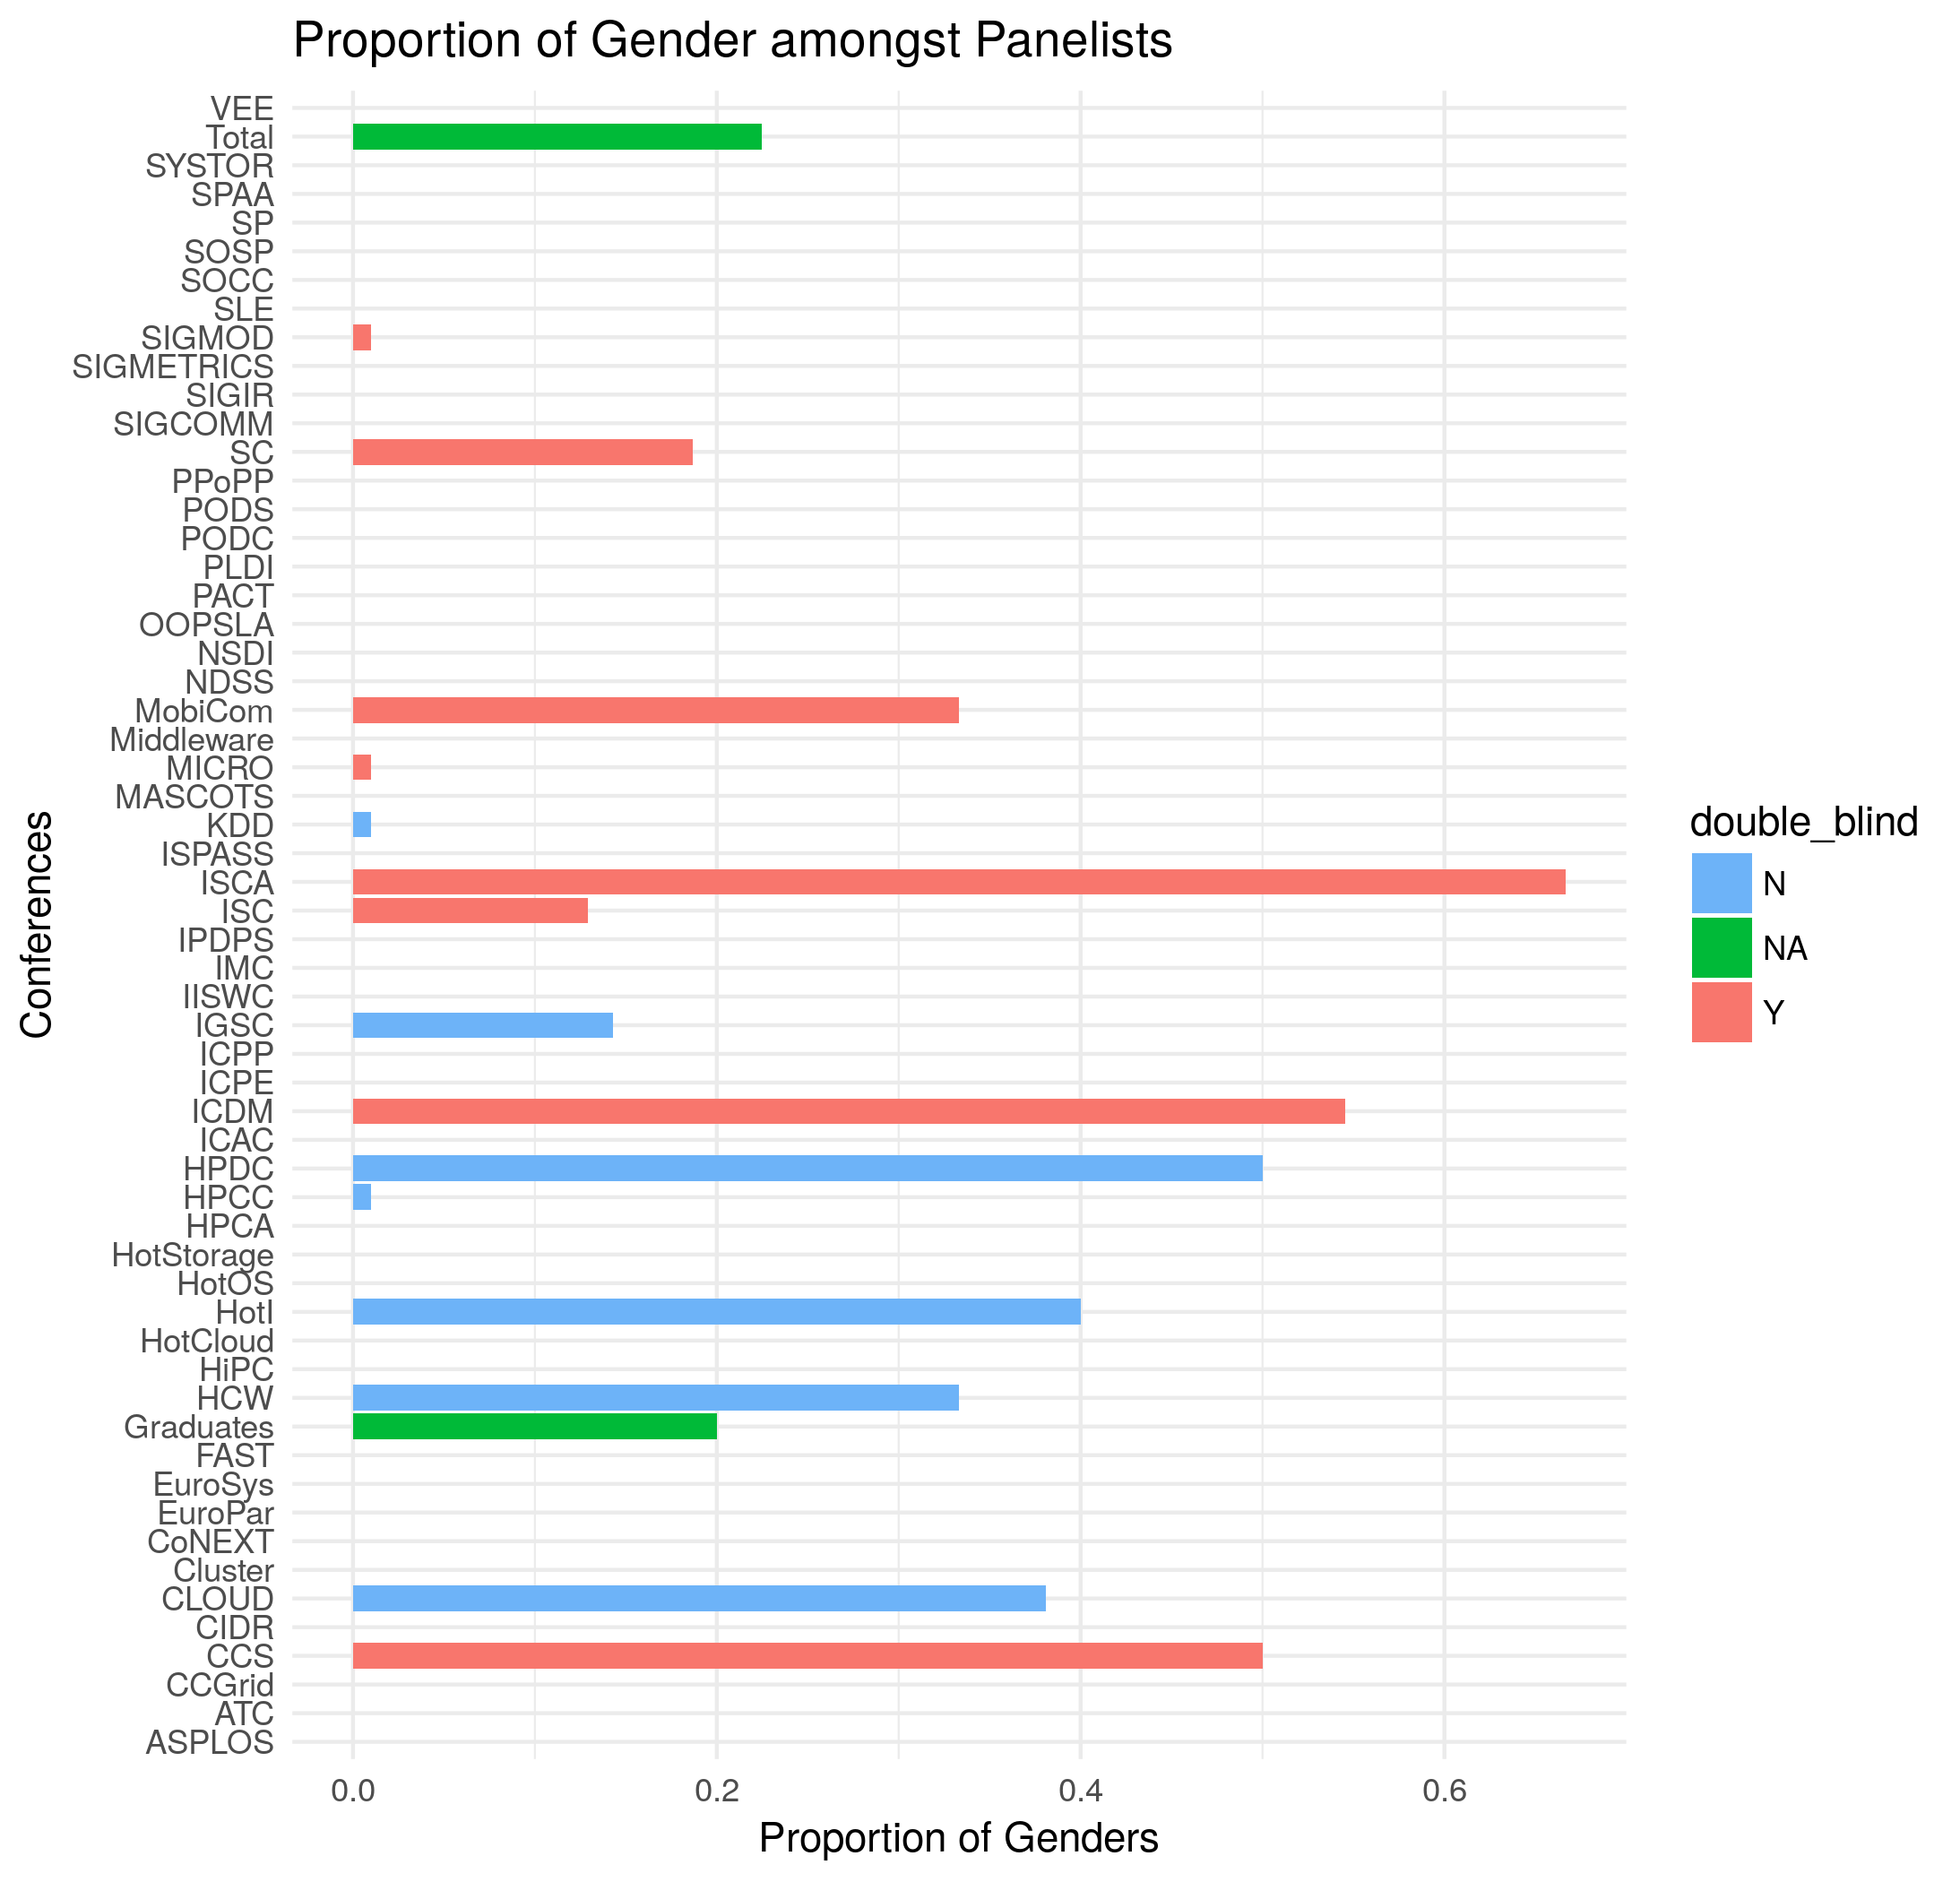 Proportion of Gender amongst Panelists
VEE
Total
SYSTOR
SPAA
SP
SOSP
SOCC
SLE
SIGMOD
SIGMETRICS
SIGIR
SIGCOMM
SC
PPoPP
PODS
PODC
PLDI
PACT
OOPSLA
NSDI
NDSS
MobiCom
Middleware
MICRO
MASCOTS
KDD
ISPASS
ISCA
ISC
IPDPS
IMC
IISWC
IGSC
ICPP
ICPE
ICDM
ICAC
HPDC
HPCC
HPCA
HotStorage
HotOS
HotI
HotCloud
HiPC
HCW
Graduates
FAST
EuroSys
EuroPar
CoNEXT
Cluster
CLOUD
CIDR
CCS
CCGrid
ATC
ASPLOS
Conferences
0.0 0.2 0.4 0.6
Proportion of Genders
double_blind
N
NA
Y